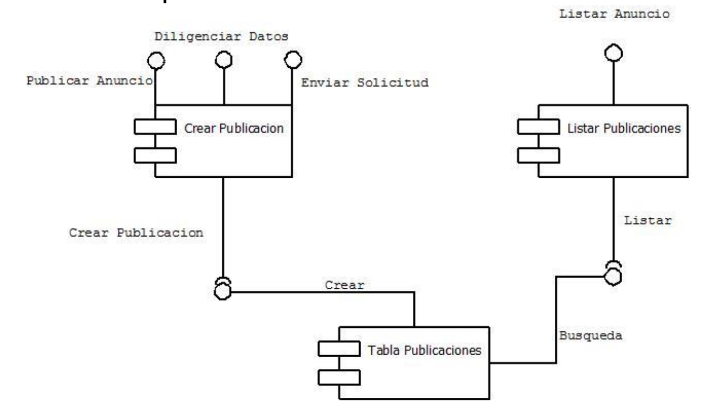 Listar Anuncio
Diligenciar Datos
Publicar Anuncio
Enviar Solicitud
Crear Publicacion
Listar Publicaciones
Listar
Crear Publicacion
Crear
Busqueda
Tabla Publicaciones